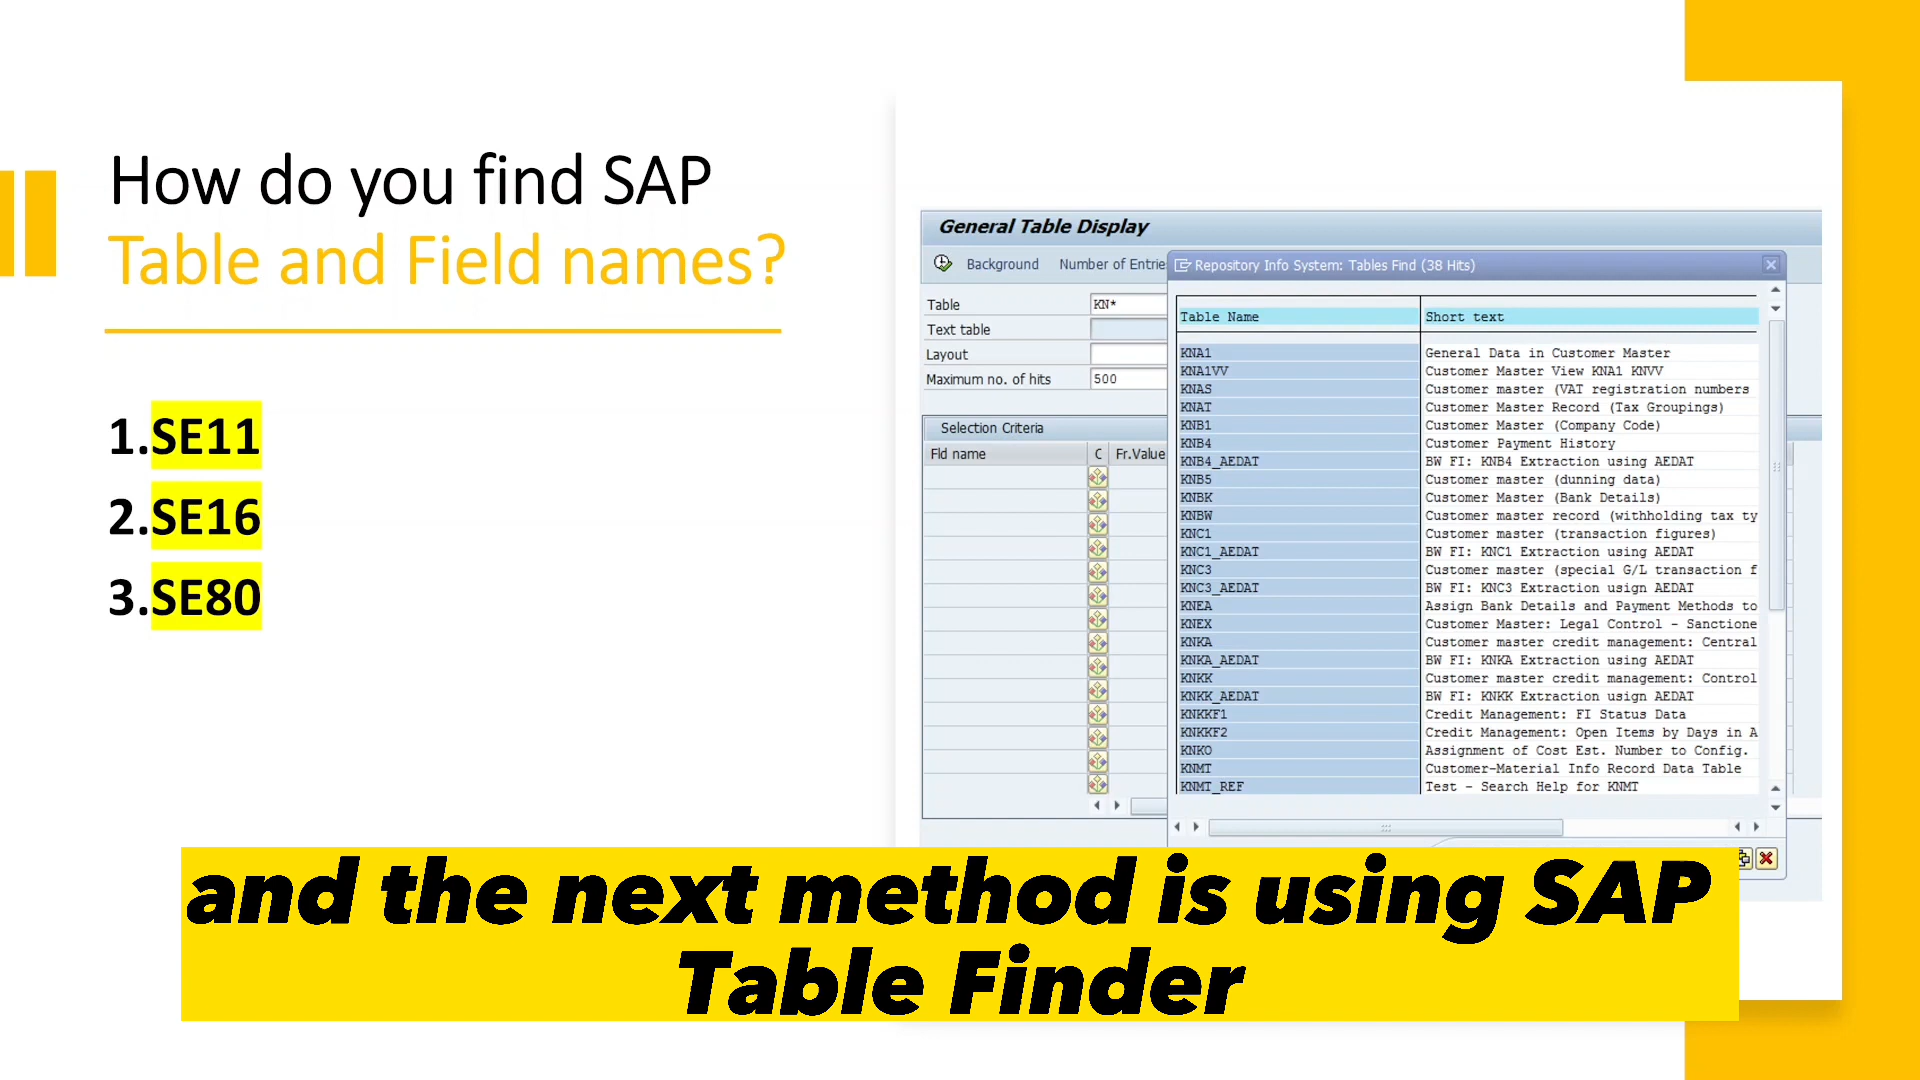 How do you find SAP
Table and Field names?
1.SE11
2.SE16
3.SE80
General Table Display
Background Number of Entrie
Table KN*
Text table
Layout
Maximum no. of hits 500
Selection Criteria
Fld name C Fr.Value
Repository Info System: Tables Find (38 Hits)
Table Name Short text
KNA1 General Data in Customer Master
KNA1VV Customer Master View KNA1 KNVV
KNAS Customer master (VAT registration numbers
KNAT Customer Master Record (Tax Groupings)
KNB1 Customer Master (Company Code)
KNB4 Customer Payment History
KNB4_AEDAT BW FI: KNB4 Extraction using AEDAT
KNB5 Customer master (dunning data)
KNBK Customer Master (Bank Details)
KNBW Customer master record (withholding tax ty
KNC1 Customer master (transaction figures)
KNC1_AEDAT BW FI: KNC1 Extraction using AEDAT
KNC3 Customer master (special G/L transaction f
KNC3_AEDAT BW FI: KNC3 Extraction usign AEDAT
KNEA Assign Bank Details and Payment Methods to
KNEX Customer Master: Legal Control - Sanctione
KNKA Customer master credit management: Central
KNKA_AEDAT BW FI: KNKA Extraction using AEDAT
KNKK Customer master credit management: Control
KNKK_AEDAT BW FI: KNKK Extraction usign AEDAT
KNKKF1 Credit Management: FI Status Data
KNKKF2 Credit Management: Open Items by Days in A
KNKO Assignment of Cost Est. Number to Config.
KNMT Customer-Material Info Record Data Table
KNMT_REF Test - Search Help for KNMT
and the next method is using SAP
Table Finder